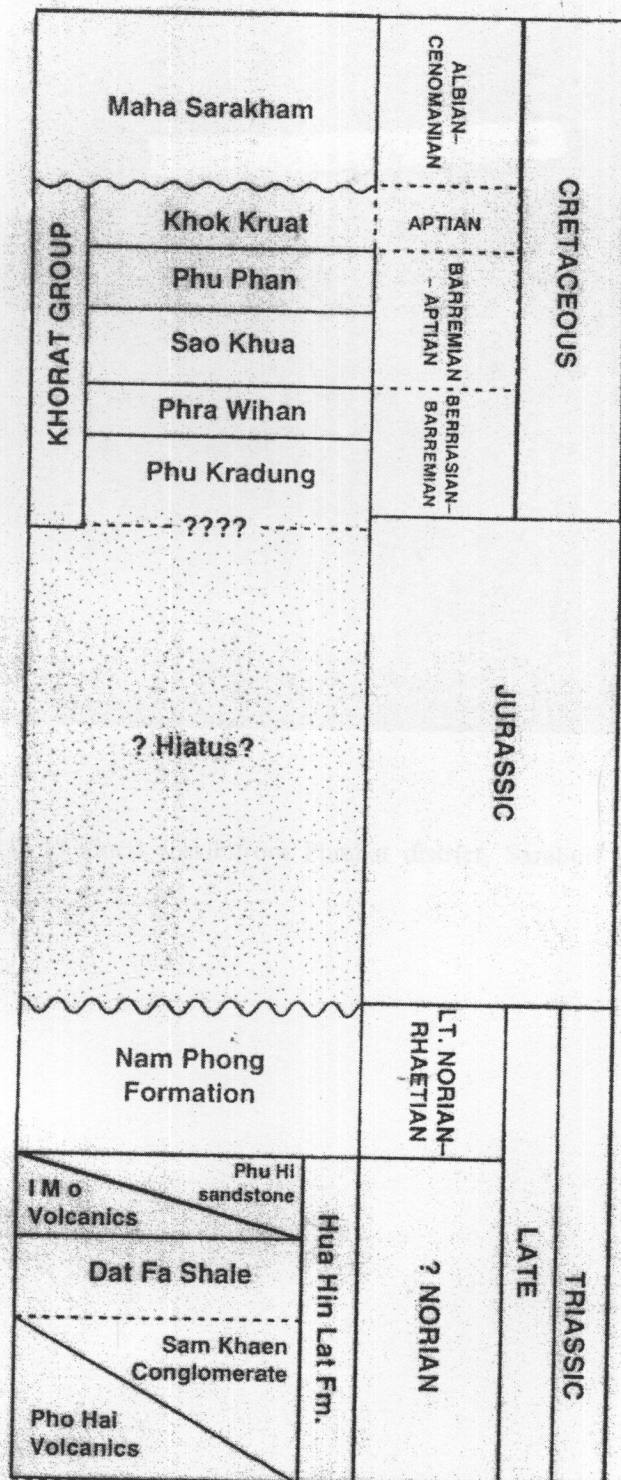 Maha Sarakham
ALBIAN–
CENOMANIAN
CRETACEOUS
KHORAT GROUP
Khok Kruat
APTIAN
Phu Phan
BARREMIAN
– APTIAN
Sao Khua
Phra Wihan
BERRIASIAN–
BARREMIAN
Phu Kradung
????
? Hiatus?
JURASSIC
Nam Phong
Formation
LT. NORIAN–
RHAETIAN
LATE
TRIASSIC
Phu Hi
sandstone
I M o
Volcanics
Hua Hin Lat Fm.
? NORIAN
Dat Fa Shale
Sam Khaen
Conglomerate
Pho Hai
Volcanics